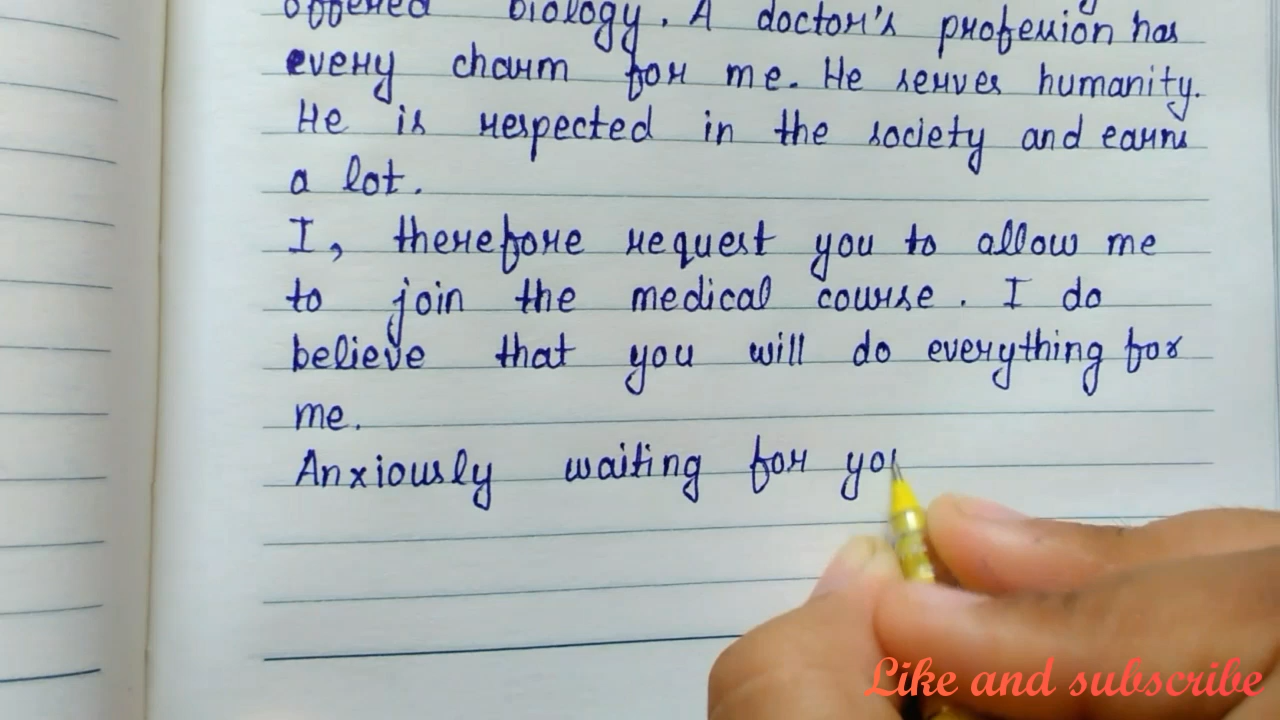 offered biology. A doctor's profession has
every charm for me. He serves humanity.
He is respected in the society and earns
a lot.
I, therefore request you to allow me
to join the medical course. I do
believe that you will do everything for
me.
Anxiously waiting for you
Like and subscribe